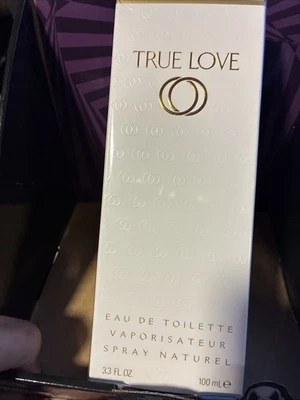 TRUE LOVE
EAU DE TOILETTE
VAPORISATEUR
SPRAY NATUREL
3.3 FL.OZ 100 mL℮